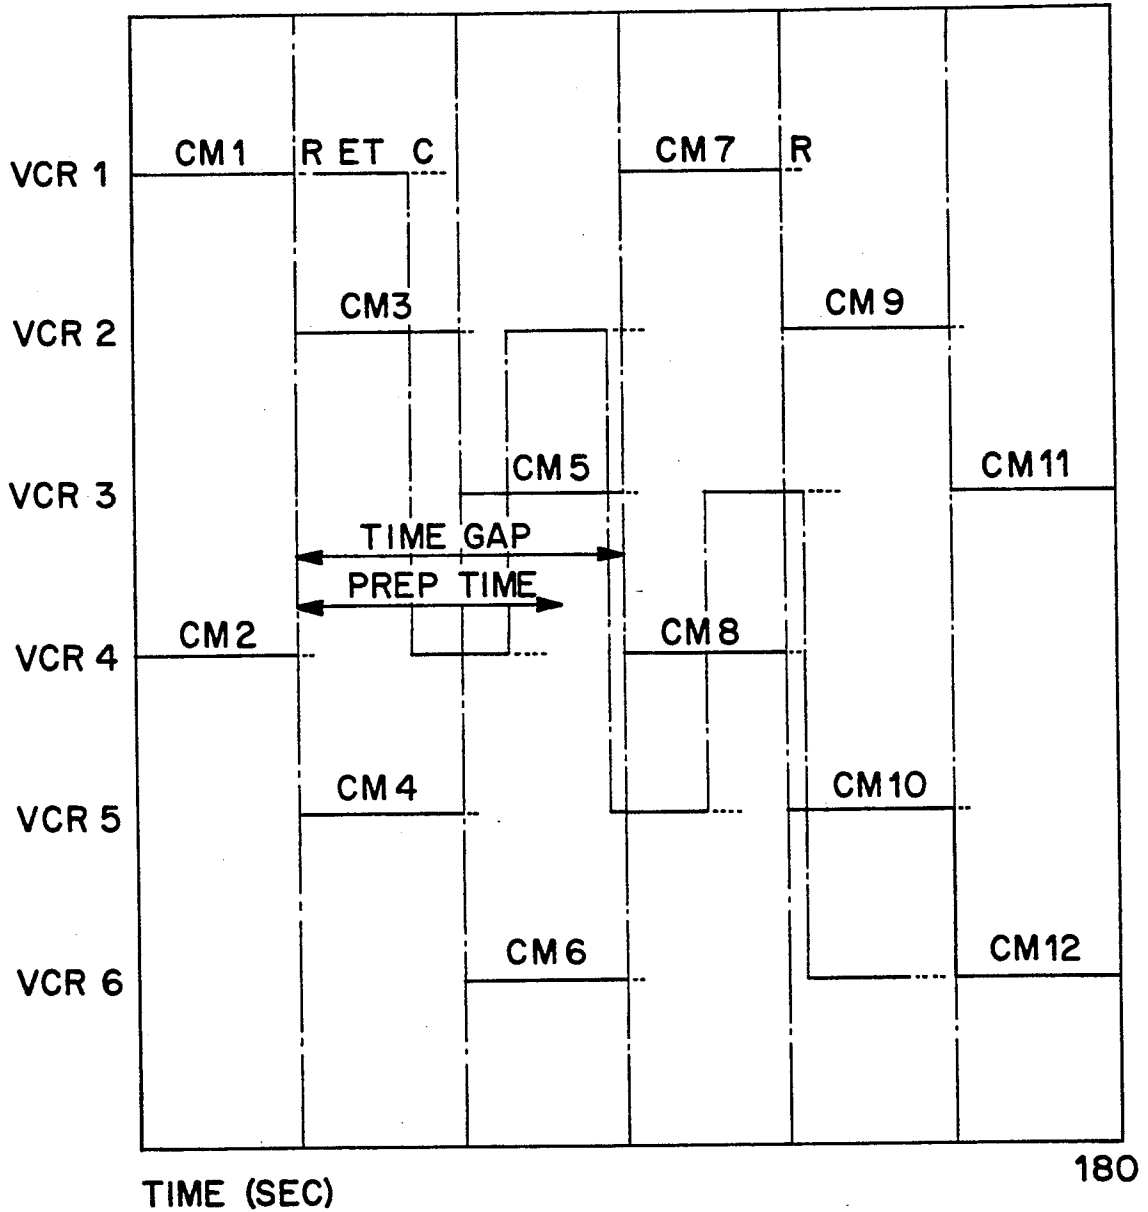 CM1 R ET C CM7 R
VCR 1
CM3 CM9
VCR 2
CM5 CM11
VCR 3
TIME GAP
PREP TIME
CM2 CM8
VCR 4
CM4 CM10
VCR 5
CM6 CM12
VCR 6
180
TIME (SEC)